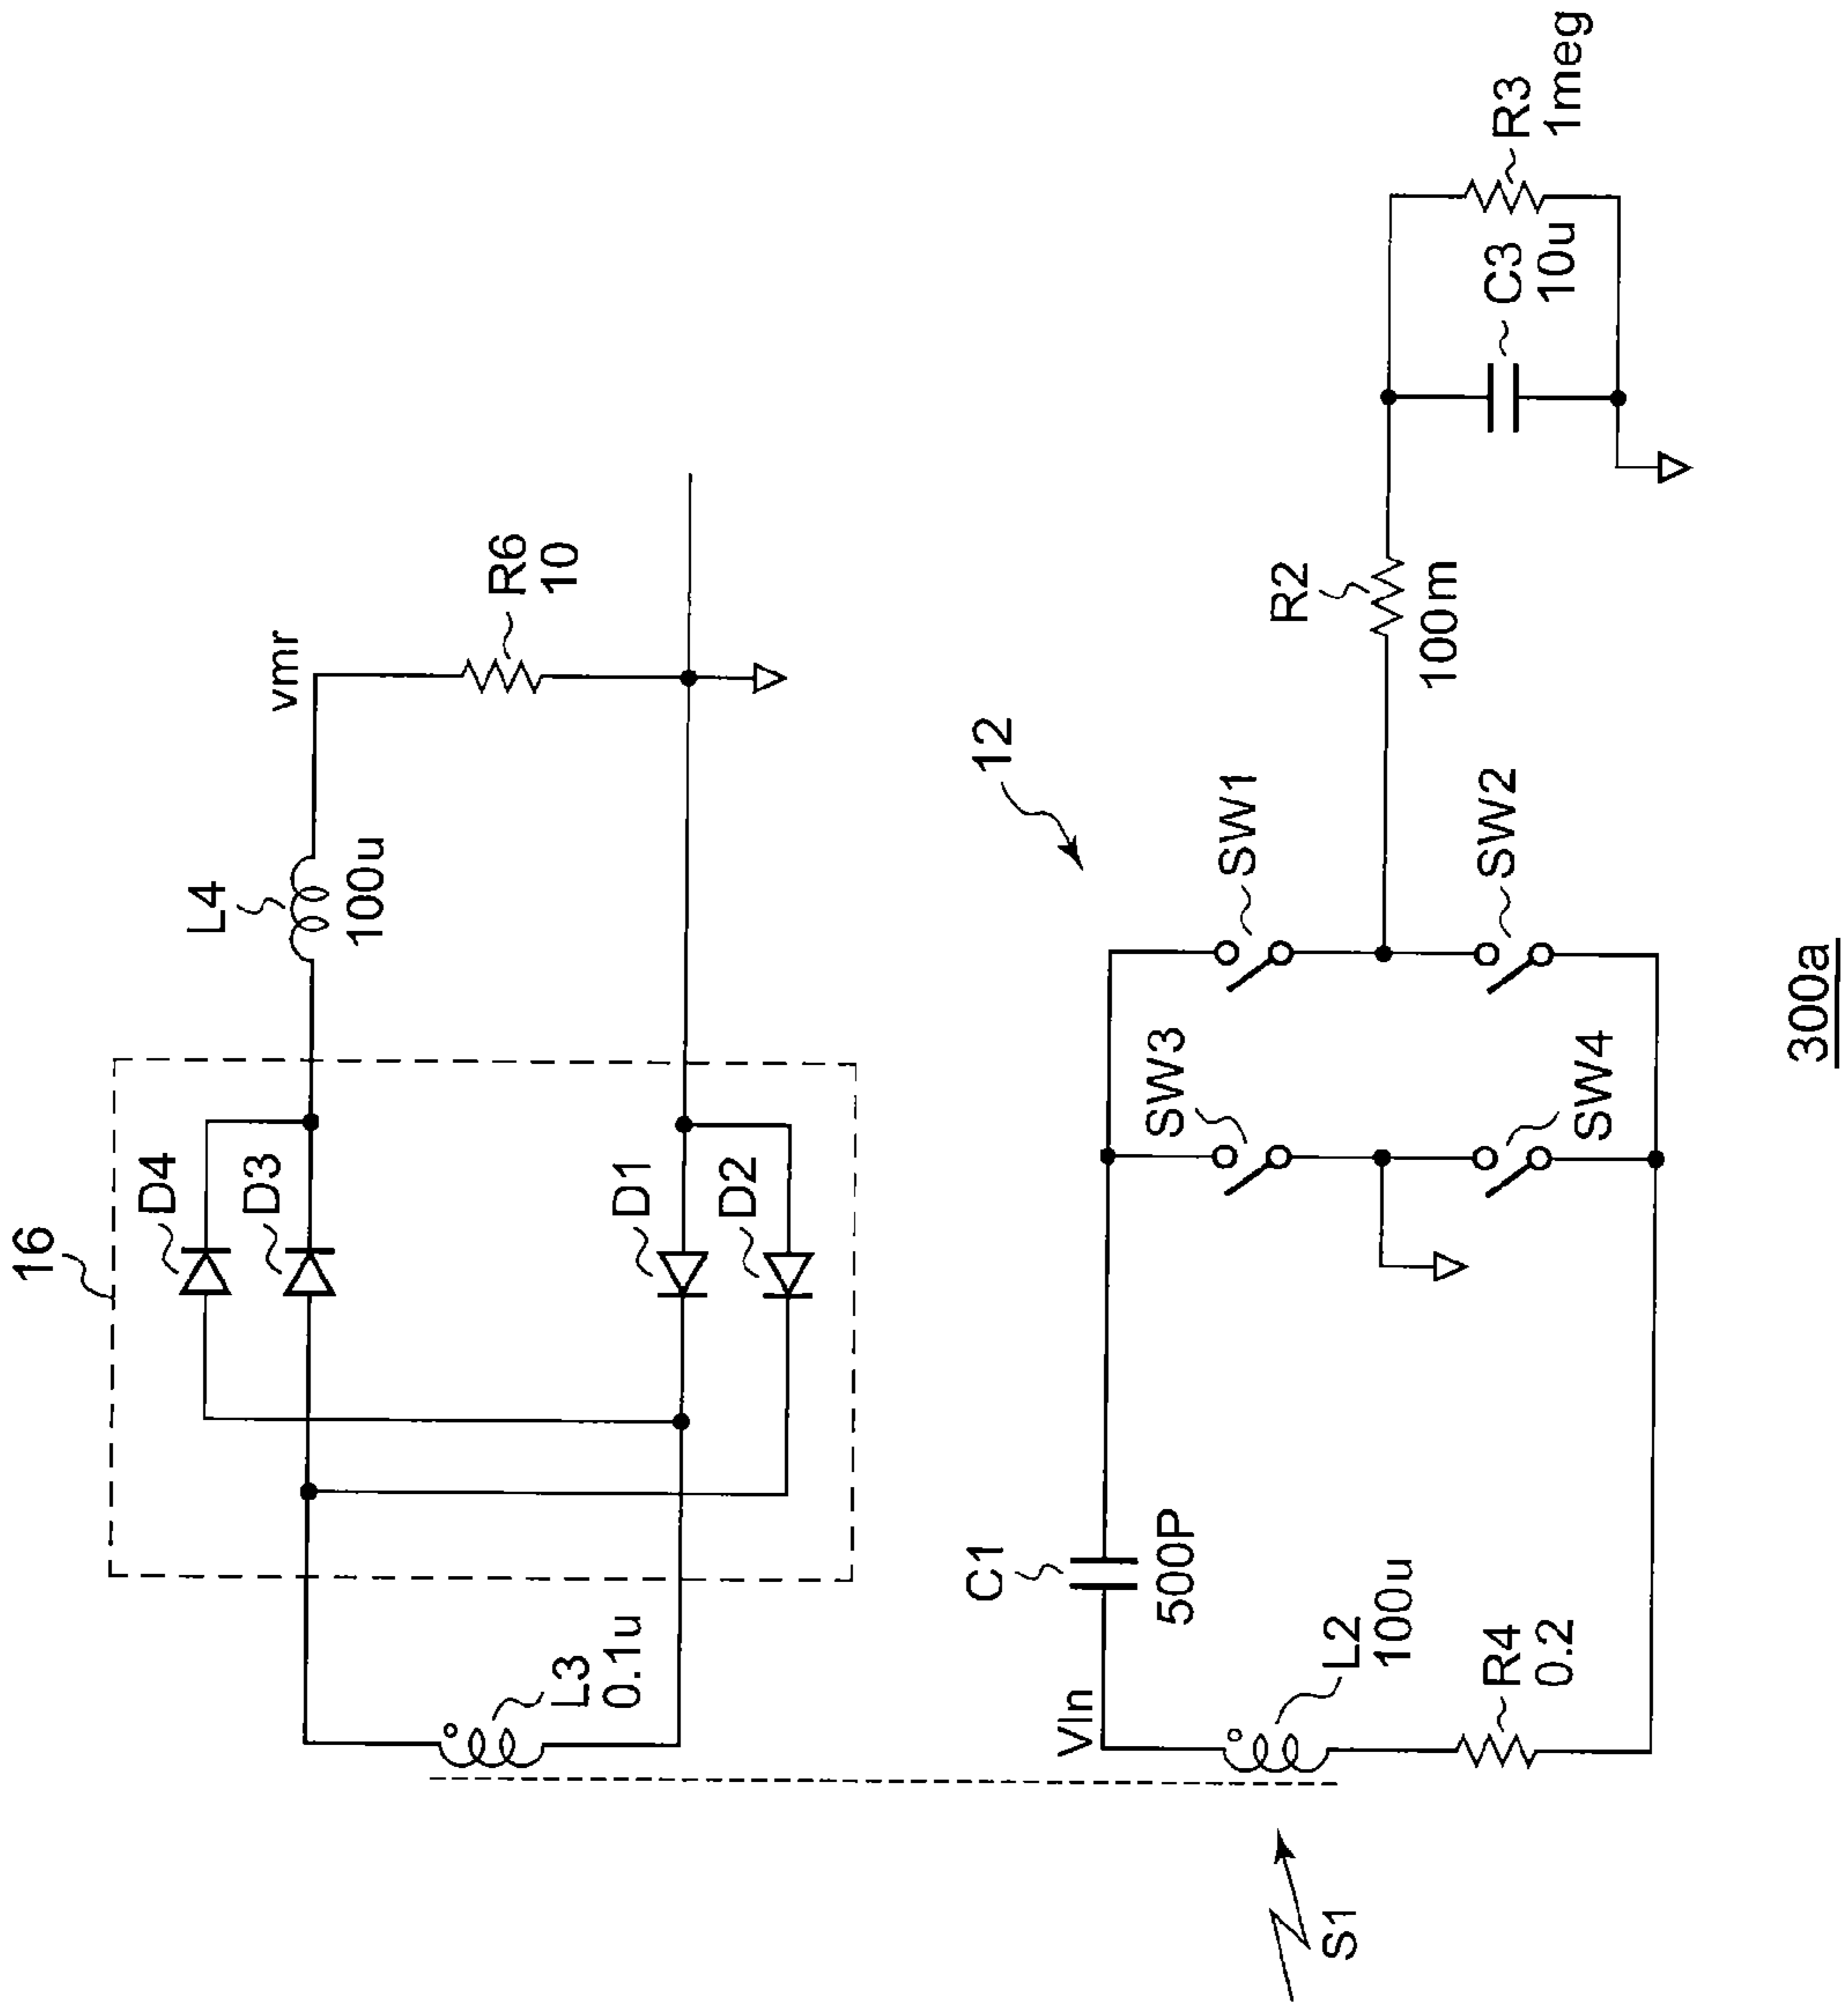 16
D4
D3
D1
D2
L4
100u
vmr
R6
10
L3
0.1u
12
C1
500P
VIn
L2
100u
R4
0.2
SW3
SW4
SW1
SW2
R2
100m
C3
10u
R3
1meg
S1
300a